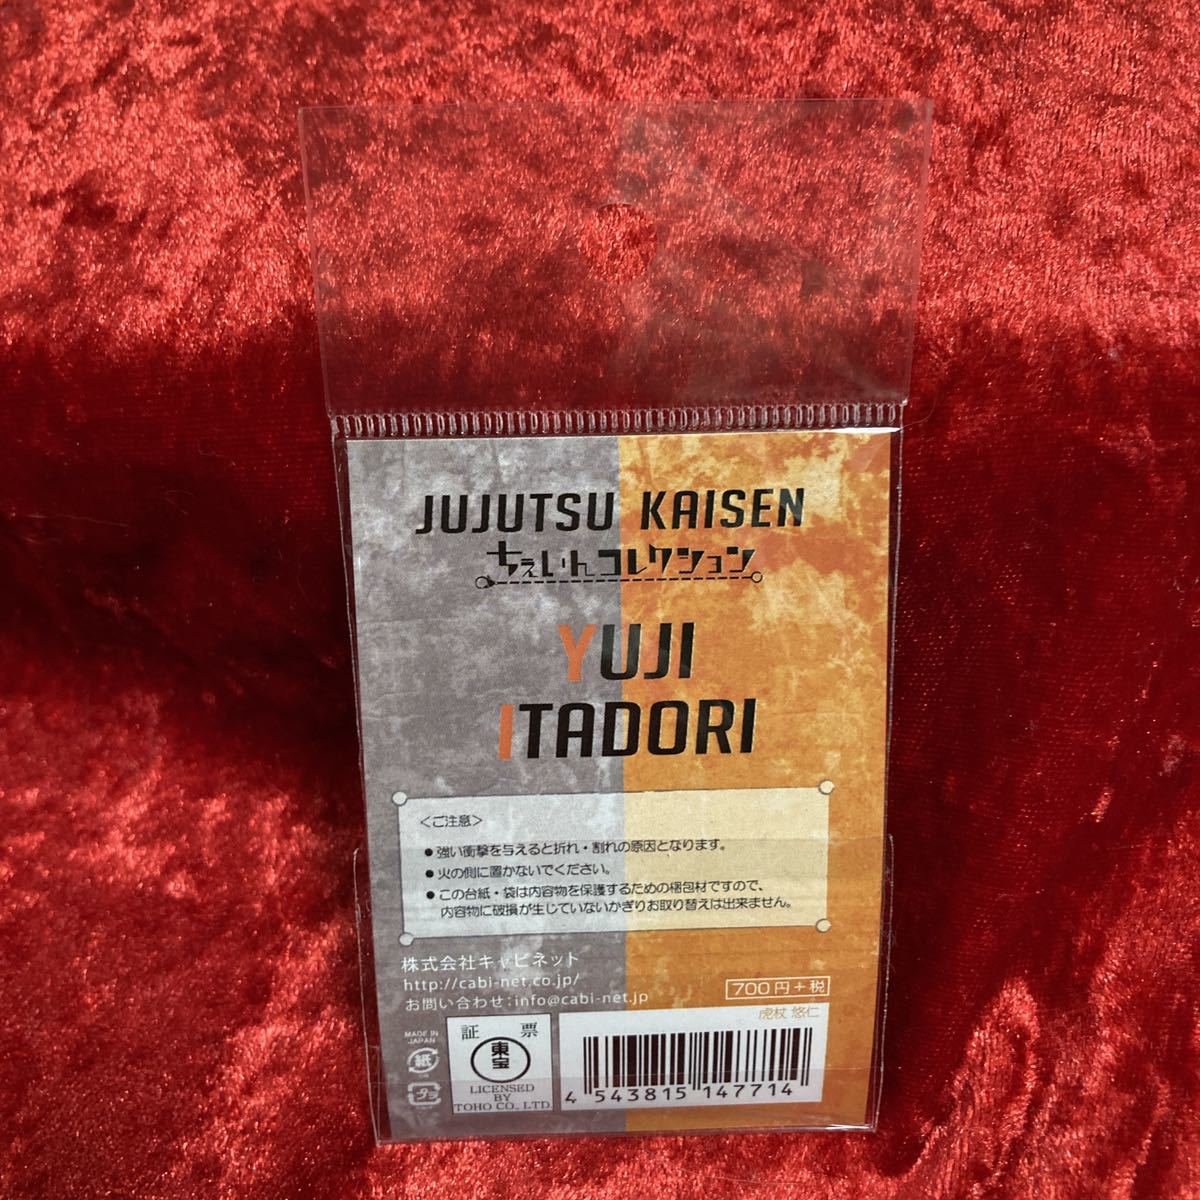 JUJUTSU KAISEN
ちぇいんコレクション
YUJI
ITADORI
<ご注意>
●強い衝撃を与えると折れ・割れの原因となります。
●火の側に置かないでください。
●この台紙・袋は内容物を保護するための梱包材ですので、
内容物に破損が生じていないかぎりお取り替えは出来ません。
株式会社キャビネット
http://cabi-net.co.jp/
お問い合わせ:info@cabi-net.jp
700円+税
虎杖 悠仁
MADE IN
JAPAN
紙
プラ
証 票
東宝
LICENSED
BY
TOHO CO., LTD.
4 543815 147714